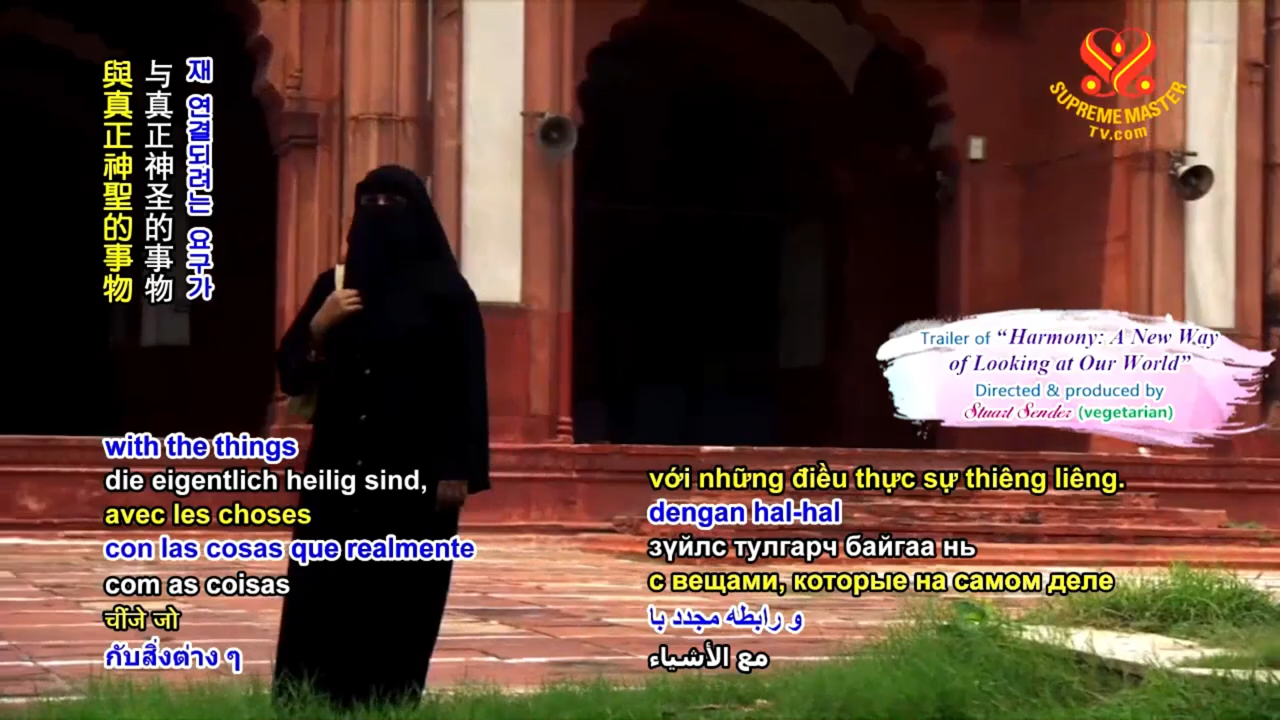 재 연결되려는 요구가
与真正神圣的事物
與真正神聖的事物
SUPREME MASTER
TV.com
Trailer of “Harmony: A New Way
of Looking at Our World”
Directed & produced by
Stuart Sender (vegetarian)
with the things
die eigentlich heilig sind,
avec les choses
con las cosas que realmente
com as coisas
चींजे जो
กับสิ่งต่าง ๆ
với những điều thực sự thiêng liêng.
dengan hal-hal
зүйлс тулгарч байгаа нь
с вещами, которые на самом деле
و رابطه مجدد با
مع الأشياء